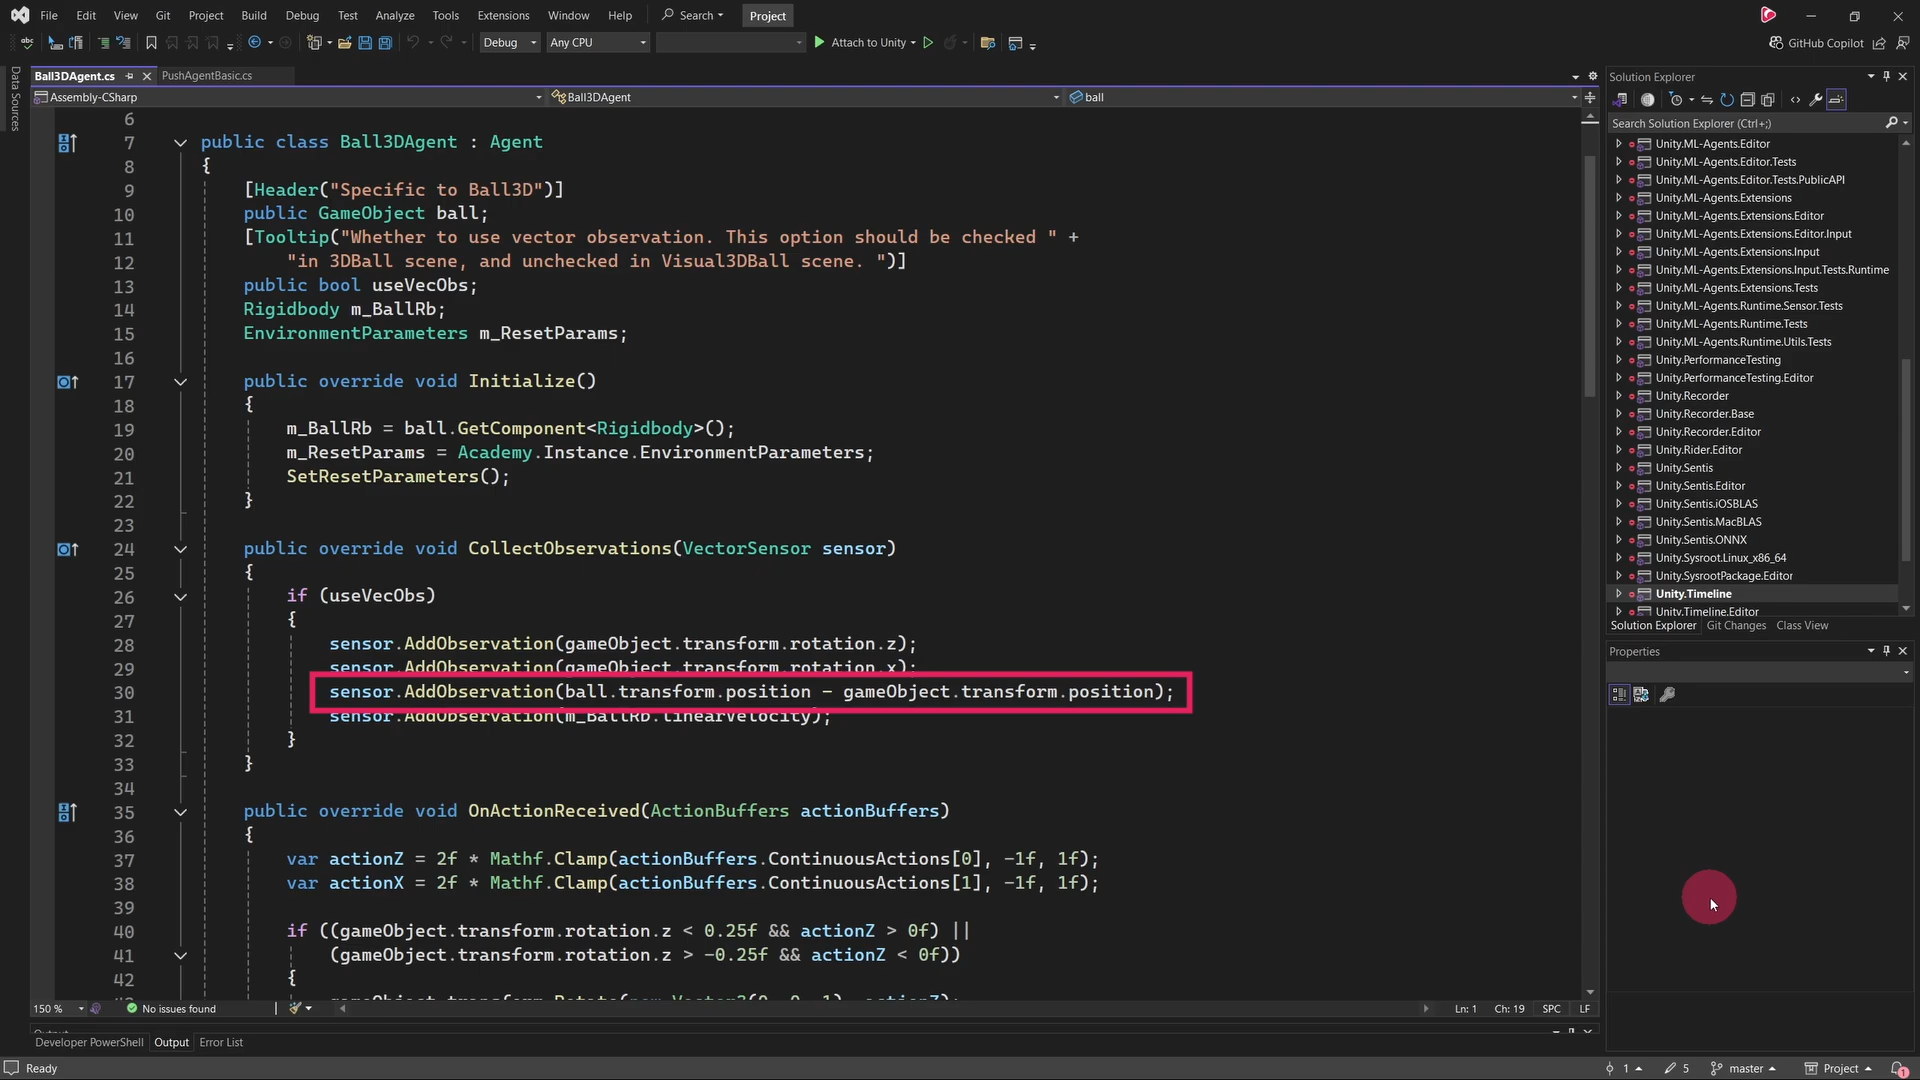 File Edit View Git Project Build Debug Test Analyze Tools Extensions Window Help Search Project
Debug Any CPU Attach to Unity GitHub Copilot
Data Sources
Ball3DAgent.cs PushAgentBasic.cs
Assembly-CSharp Ball3DAgent ball
6
7 public class Ball3DAgent : Agent
8 {
9 [Header("Specific to Ball3D")]
10 public GameObject ball;
11 [Tooltip("Whether to use vector observation. This option should be checked " +
12 "in 3DBall scene, and unchecked in Visual3DBall scene. ")]
13 public bool useVecObs;
14 Rigidbody m_BallRb;
15 EnvironmentParameters m_ResetParams;
16
17 public override void Initialize()
18 {
19 m_BallRb = ball.GetComponent<Rigidbody>();
20 m_ResetParams = Academy.Instance.EnvironmentParameters;
21 SetResetParameters();
22 }
23
24 public override void CollectObservations(VectorSensor sensor)
25 {
26 if (useVecObs)
27 {
28 sensor.AddObservation(gameObject.transform.rotation.z);
29 sensor.AddObservation(gameObject.transform.rotation.x);
30 sensor.AddObservation(ball.transform.position - gameObject.transform.position);
31 sensor.AddObservation(m_BallRb.linearVelocity);
32 }
33 }
34
35 public override void OnActionReceived(ActionBuffers actionBuffers)
36 {
37 var actionZ = 2f * Mathf.Clamp(actionBuffers.ContinuousActions[0], -1f, 1f);
38 var actionX = 2f * Mathf.Clamp(actionBuffers.ContinuousActions[1], -1f, 1f);
39
40 if ((gameObject.transform.rotation.z < 0.25f && actionZ > 0f) ||
41 (gameObject.transform.rotation.z > -0.25f && actionZ < 0f))
42 {
gameObject.transform.Rotate(new Vector3(0, 0, 1), actionZ);
150 % No issues found Ln: 1 Ch: 19 SPC LF
Output
Developer PowerShell Output Error List
Ready 1 5 master Project 1
Solution Explorer
Search Solution Explorer (Ctrl+;)
Unity.ML-Agents.Editor
Unity.ML-Agents.Editor.Tests
Unity.ML-Agents.Editor.Tests.PublicAPI
Unity.ML-Agents.Extensions
Unity.ML-Agents.Extensions.Editor
Unity.ML-Agents.Extensions.Editor.Input
Unity.ML-Agents.Extensions.Input
Unity.ML-Agents.Extensions.Input.Tests.Runtime
Unity.ML-Agents.Extensions.Tests
Unity.ML-Agents.Runtime.Sensor.Tests
Unity.ML-Agents.Runtime.Tests
Unity.ML-Agents.Runtime.Utils.Tests
Unity.PerformanceTesting
Unity.PerformanceTesting.Editor
Unity.Recorder
Unity.Recorder.Base
Unity.Recorder.Editor
Unity.Rider.Editor
Unity.Sentis
Unity.Sentis.Editor
Unity.Sentis.iOSBLAS
Unity.Sentis.MacBLAS
Unity.Sentis.ONNX
Unity.Sysroot.Linux_x86_64
Unity.SysrootPackage.Editor
Unity.Timeline
Unity.Timeline.Editor
Solution Explorer Git Changes Class View
Properties